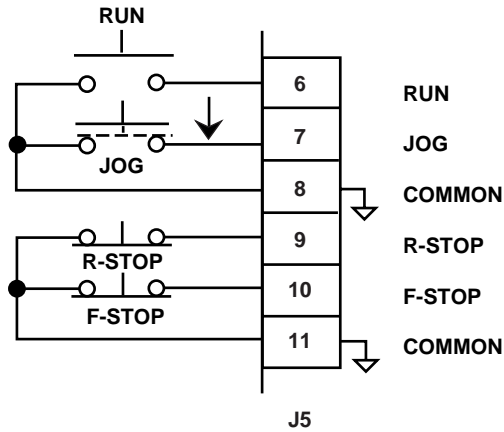 RUN
6 RUN
7 JOG
JOG
8 COMMON
9 R-STOP
R-STOP
10 F-STOP
F-STOP
11 COMMON
J5